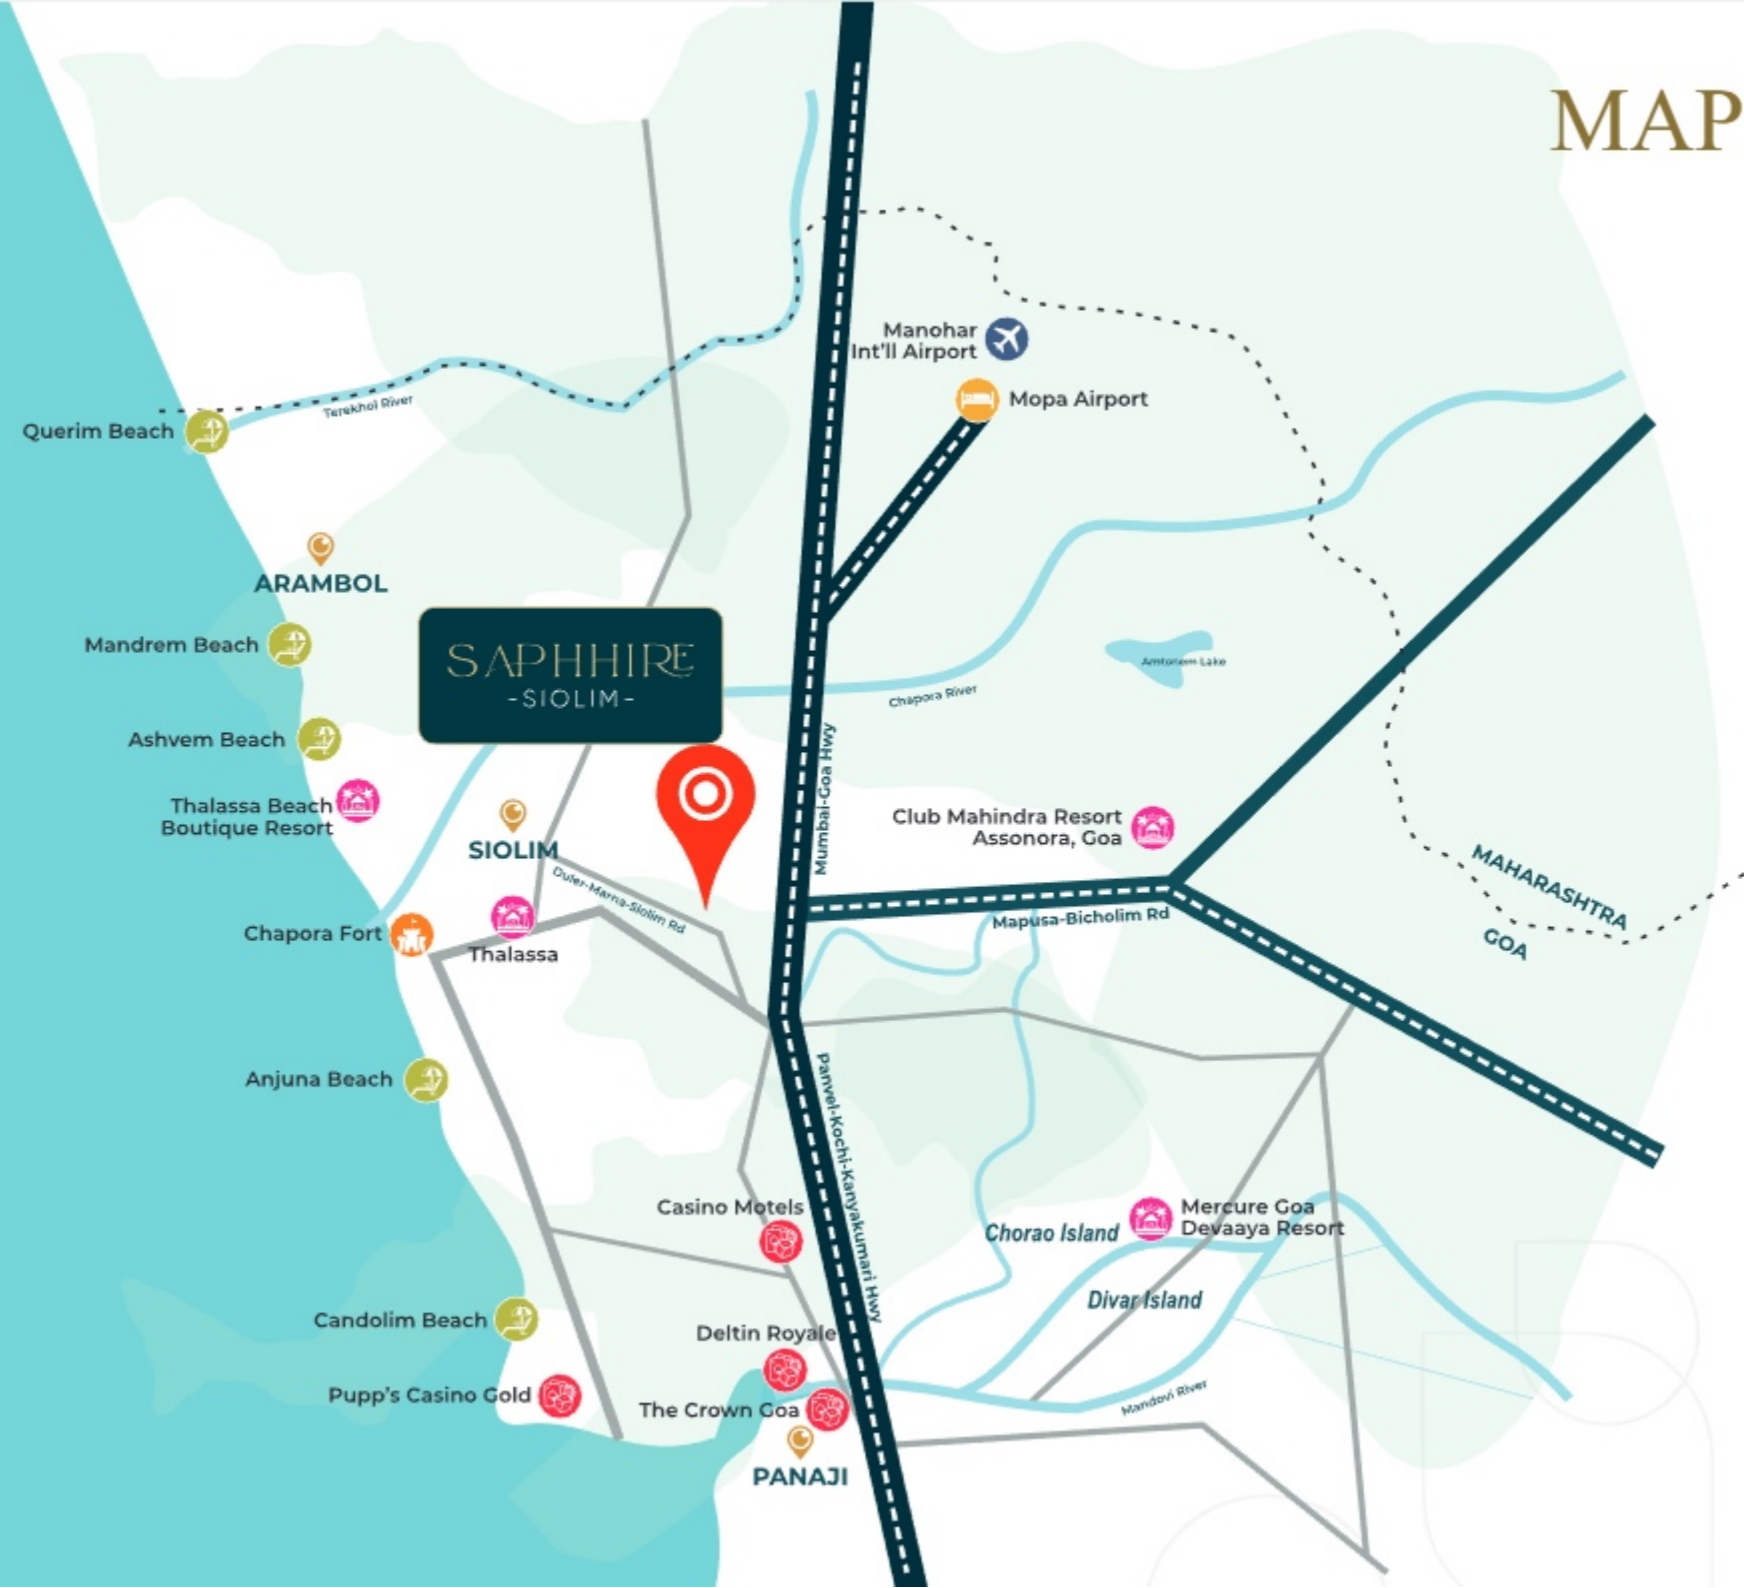 MAP
Manohar
Int'll Airport
Mopa Airport
Terekhol River
Querim Beach
ARAMBOL
Mandrem Beach
SAPHHIRE
-SIOLIM-
Amtonem Lake
Chapora River
Ashvem Beach
Mumbai-Goa Hwy
Thalassa Beach
Boutique Resort
SIOLIM
Club Mahindra Resort
Assonora, Goa
MAHARASHTRA
GOA
Duler-Marna-Siolim Rd
Mapusa-Bicholim Rd
Chapora Fort
Thalassa
Anjuna Beach
Panvel-Kochi-Kanyakumari Hwy
Casino Motels
Mercure Goa
Devaaya Resort
Chorao Island
Divar Island
Candolim Beach
Deltin Royale
Pupp's Casino Gold
The Crown Goa
Mandovi River
PANAJI